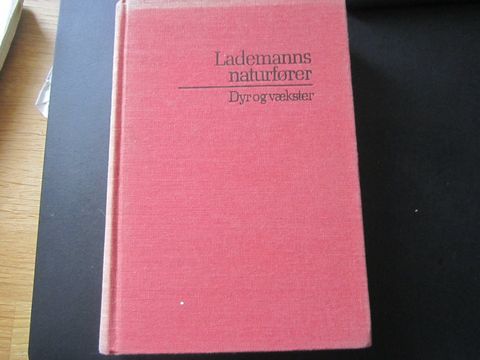 Lademanns
naturfører
Dyr og vækster